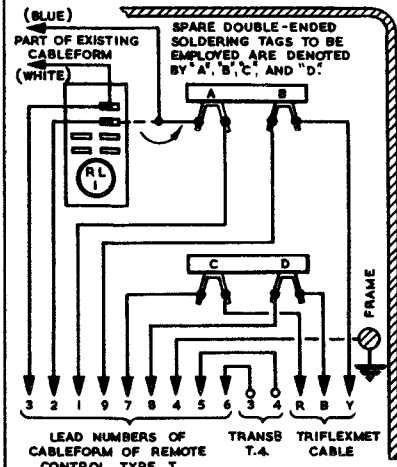 (BLUE)
PART OF EXISTING
CABLEFORM
(WHITE)
SPARE DOUBLE-ENDED
SOLDERING TAGS TO BE
EMPLOYED ARE DENOTED
BY "A", "B", "C", AND "D".
A B
RL
1
C D
FRAME
3 2 1 9 7 8 4 5 6 3 4 R B Y
LEAD NUMBERS OF
CABLEFORM OF REMOTE
CONTROL TYPE T
TRANSB
T.4.
TRIFLEXMET
CABLE